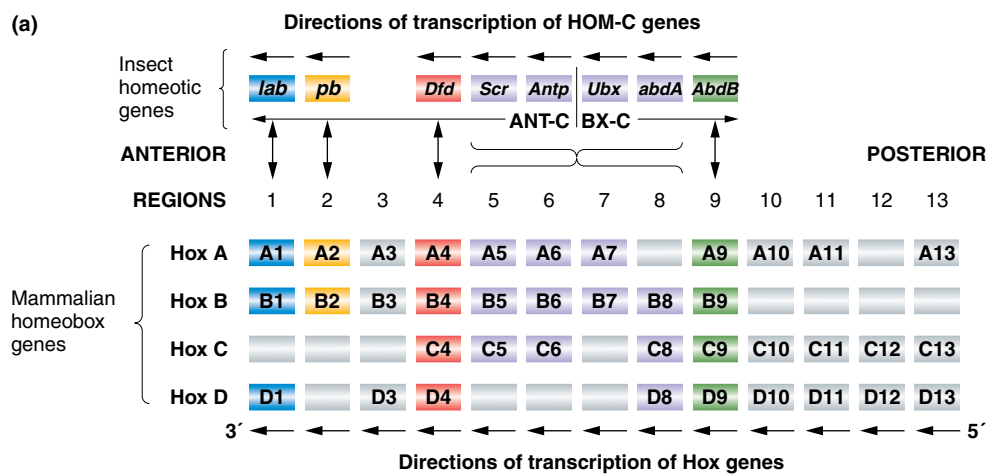 (a)
Directions of transcription of HOM-C genes
Insect
homeotic
genes
lab pb Dfd Scr Antp Ubx abdA AbdB
ANT-C BX-C
ANTERIOR POSTERIOR
REGIONS 1 2 3 4 5 6 7 8 9 10 11 12 13
Mammalian
homeobox
genes
Hox A A1 A2 A3 A4 A5 A6 A7 A9 A10 A11 A13
Hox B B1 B2 B3 B4 B5 B6 B7 B8 B9
Hox C C4 C5 C6 C8 C9 C10 C11 C12 C13
Hox D D1 D3 D4 D8 D9 D10 D11 D12 D13
3´ 5´
Directions of transcription of Hox genes